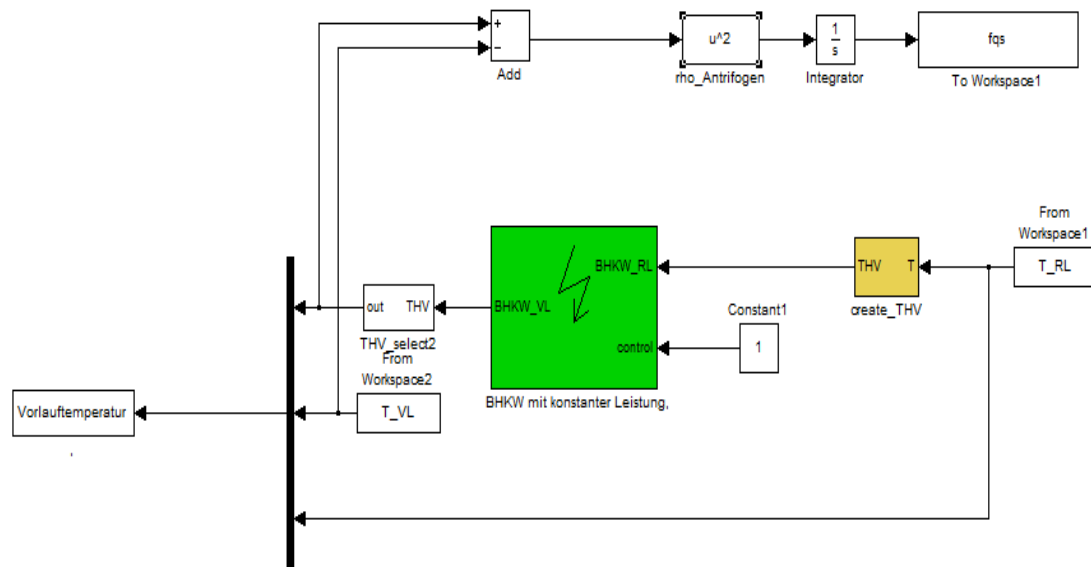 +
−
Add
u^2
rho_Antrifogen
1
s
Integrator
fqs
To Workspace1
From
Workspace1
T_RL
THV
T
create_THV
BHKW_RL
BHKW_VL
control
BHKW mit konstanter Leistung,
Constant1
1
out
THV
THV_select2
From
Workspace2
T_VL
Vorlauftemperatur
,